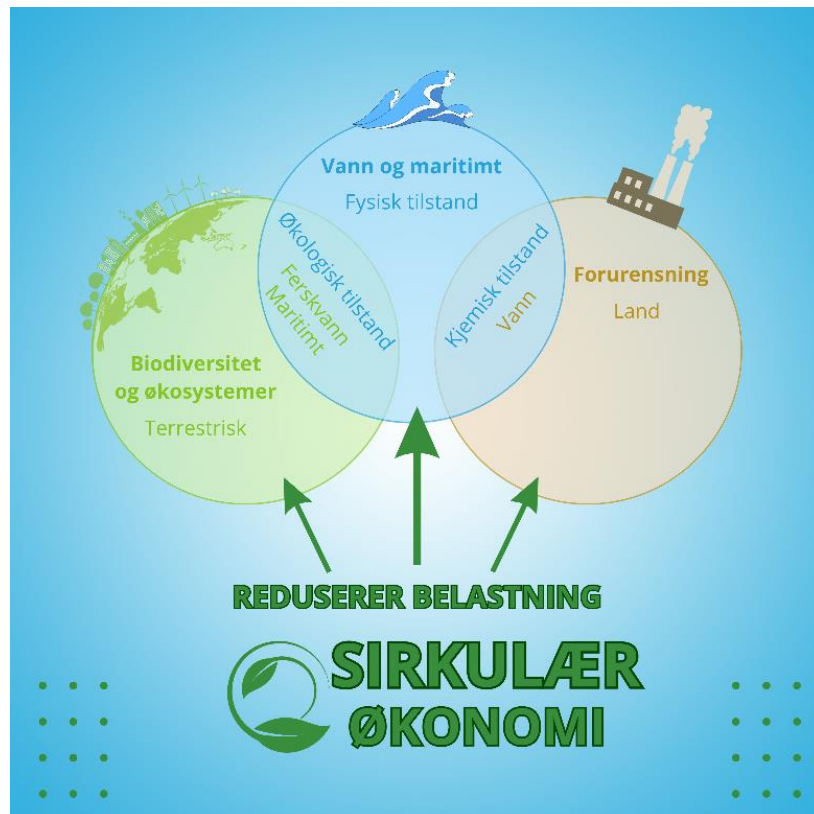 Vann og maritimt
Fysisk tilstand
Økologisk tilstand
Ferskvann
Maritimt
Kjemisk tilstand
Vann
Forurensning
Land
Biodiversitet
og økosystemer
Terrestrisk
REDUSERER BELASTNING
SIRKULÆR
ØKONOMI